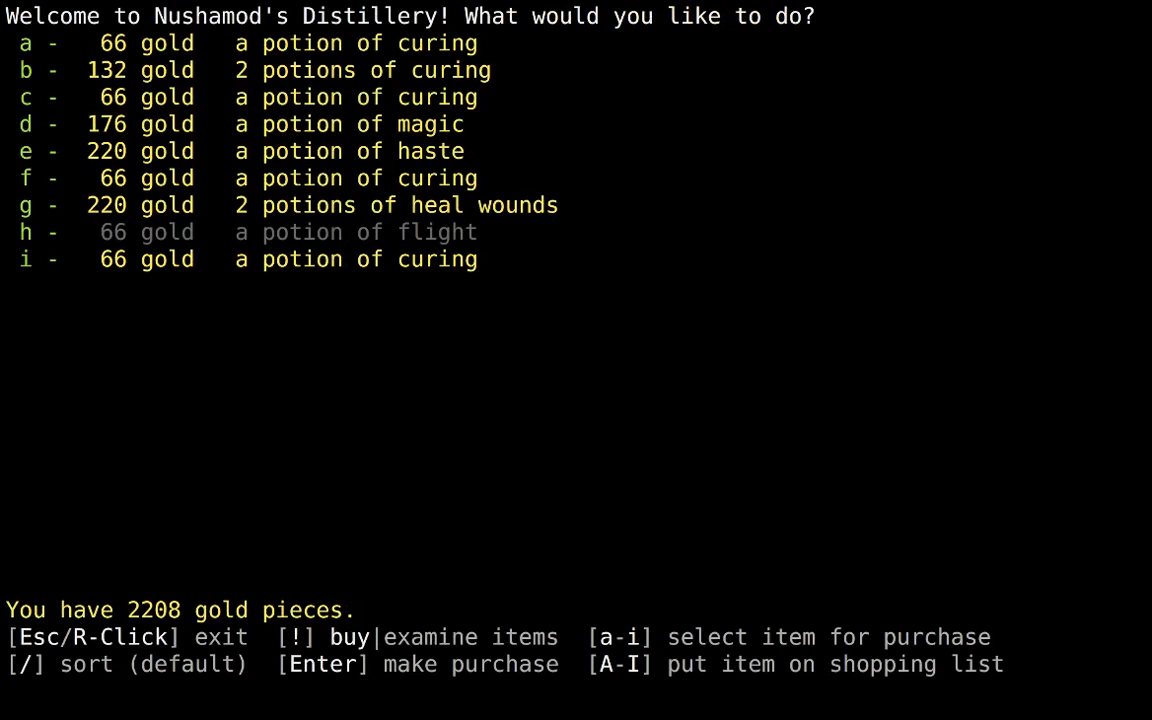 Welcome to Nushamod's Distillery! What would you like to do?
a - 66 gold a potion of curing
b - 132 gold 2 potions of curing
c - 66 gold a potion of curing
d - 176 gold a potion of magic
e - 220 gold a potion of haste
f - 66 gold a potion of curing
g - 220 gold 2 potions of heal wounds
h - 66 gold a potion of flight
i - 66 gold a potion of curing
You have 2208 gold pieces.
[Esc/R-Click] exit [!] buy|examine items [a-i] select item for purchase
[/] sort (default) [Enter] make purchase [A-I] put item on shopping list